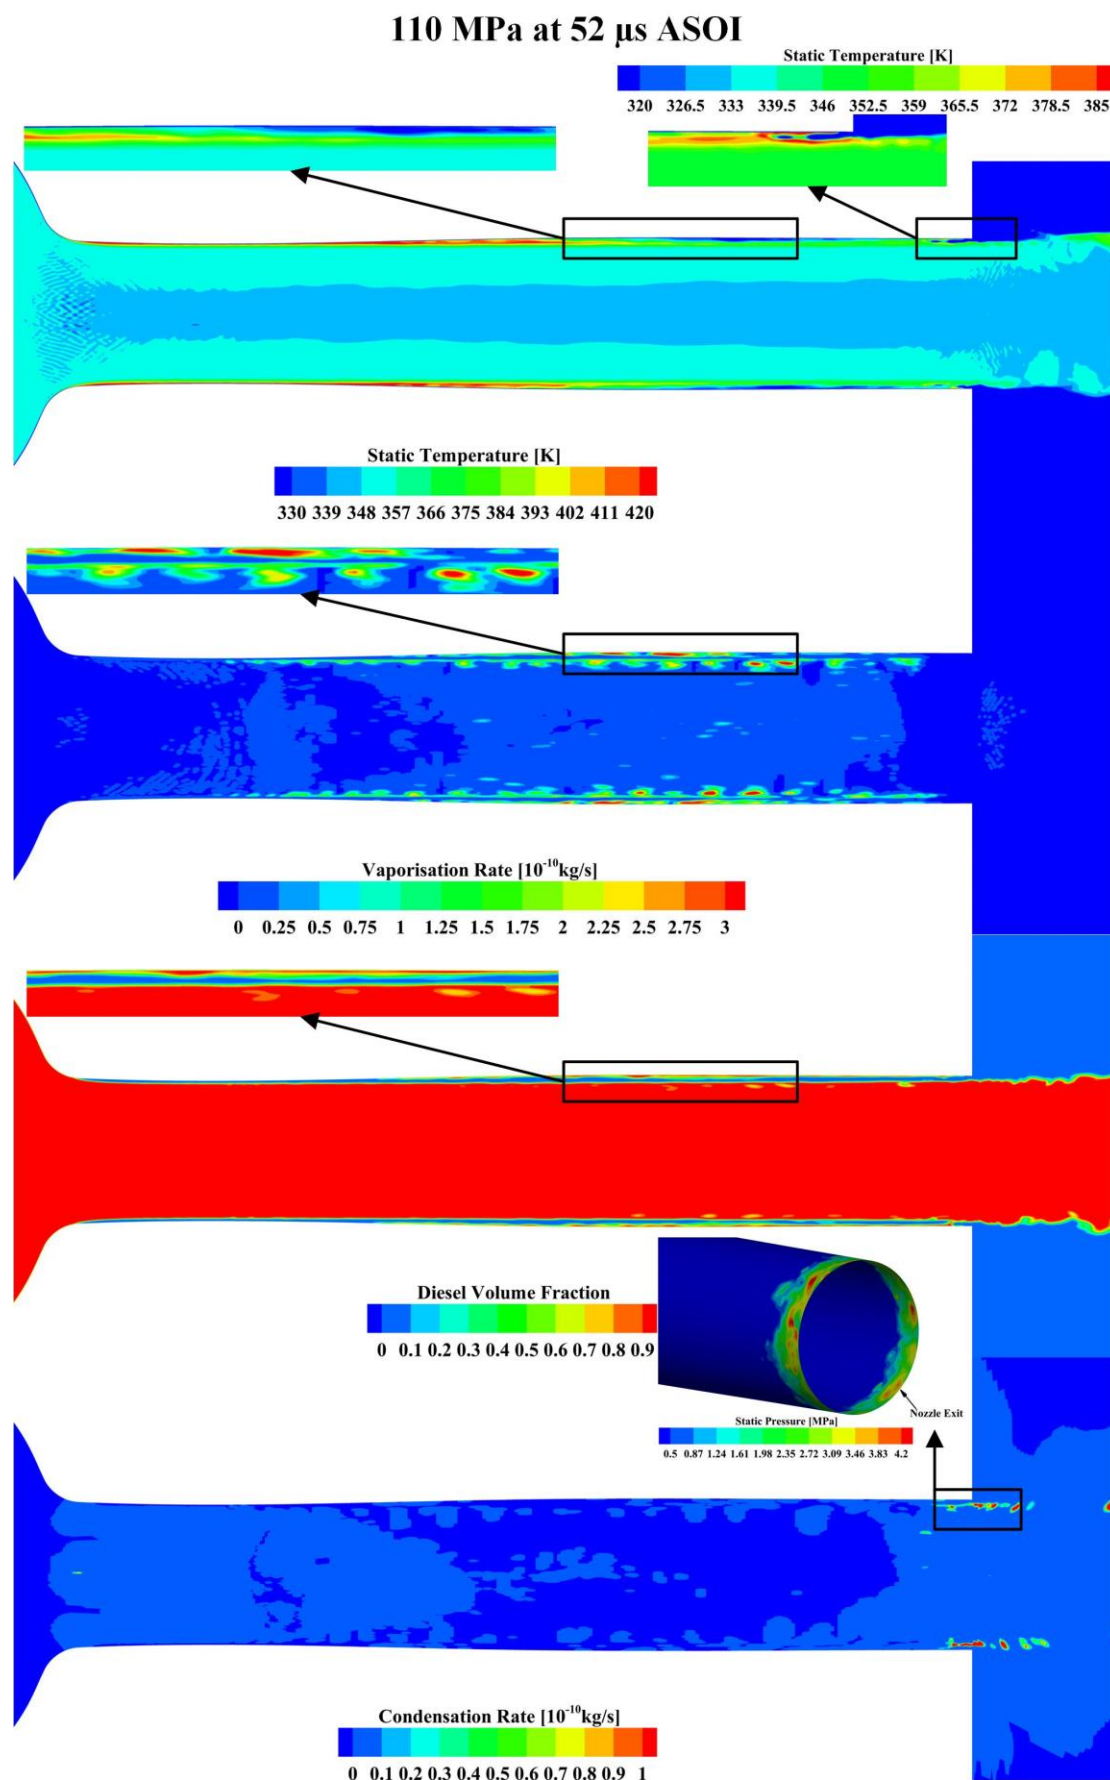 110 MPa at 52 µs ASOI
Static Temperature [K]
320 326.5 333 339.5 346 352.5 359 365.5 372 378.5 385
Static Temperature [K]
330 339 348 357 366 375 384 393 402 411 420
Vaporisation Rate [10⁻¹⁰kg/s]
0 0.25 0.5 0.75 1 1.25 1.5 1.75 2 2.25 2.5 2.75 3
Diesel Volume Fraction
0 0.1 0.2 0.3 0.4 0.5 0.6 0.7 0.8 0.9
Nozzle Exit
Static Pressure [MPa]
0.5 0.87 1.24 1.61 1.98 2.35 2.72 3.09 3.46 3.83 4.2
Condensation Rate [10⁻¹⁰kg/s]
0 0.1 0.2 0.3 0.4 0.5 0.6 0.7 0.8 0.9 1